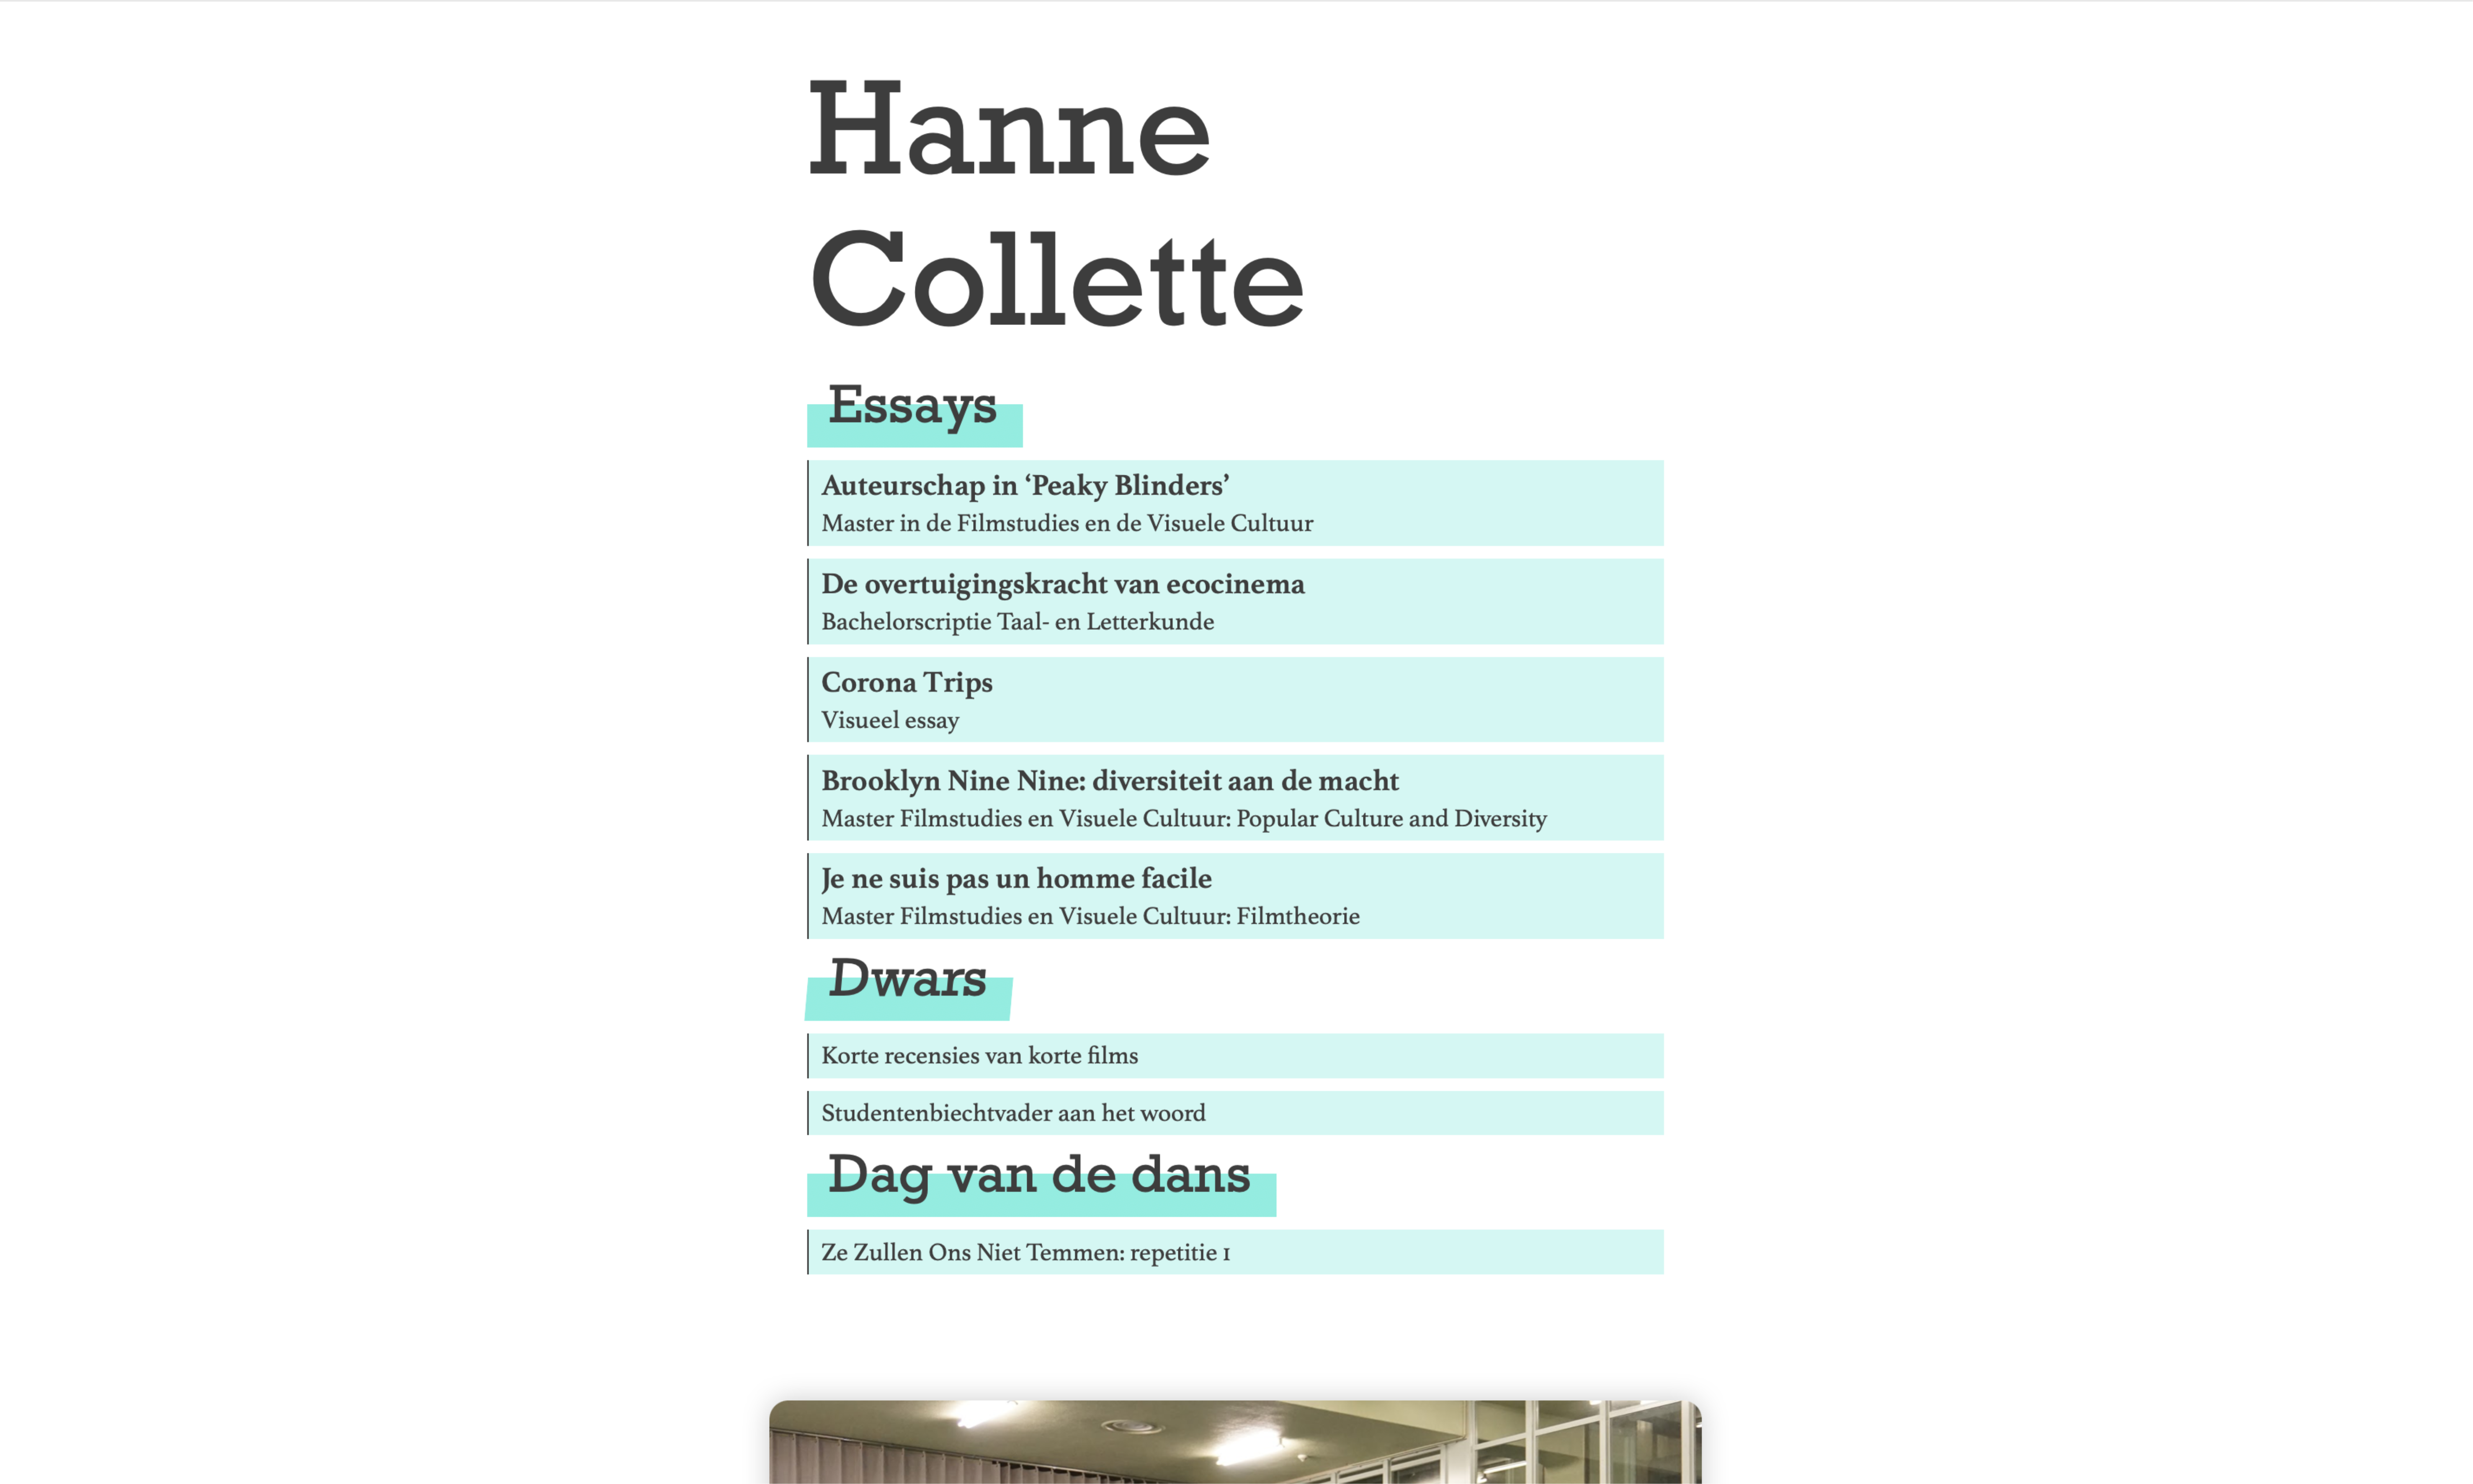 Hanne
Collette
Essays
Auteurschap in ‘Peaky Blinders’
Master in de Filmstudies en de Visuele Cultuur
De overtuigingskracht van ecocinema
Bachelorscriptie Taal- en Letterkunde
Corona Trips
Visueel essay
Brooklyn Nine Nine: diversiteit aan de macht
Master Filmstudies en Visuele Cultuur: Popular Culture and Diversity
Je ne suis pas un homme facile
Master Filmstudies en Visuele Cultuur: Filmtheorie
Dwars
Korte recensies van korte films
Studentenbiechtvader aan het woord
Dag van de dans
Ze Zullen Ons Niet Temmen: repetitie 1